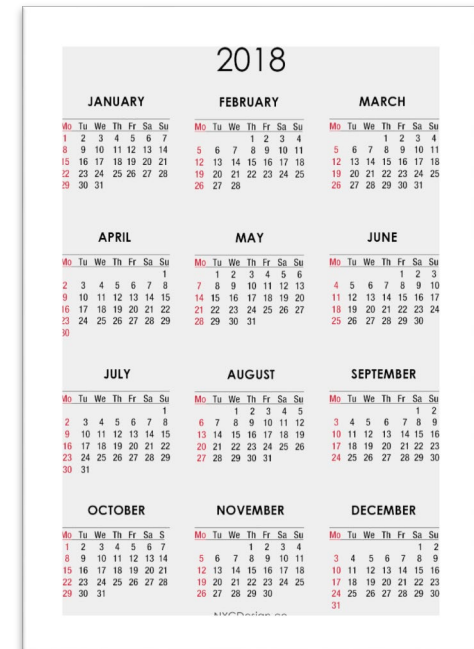 2018
JANUARY
Mo Tu We Th Fr Sa Su
1 2 3 4 5 6 7
8 9 10 11 12 13 14
15 16 17 18 19 20 21
22 23 24 25 26 27 28
29 30 31
FEBRUARY
Mo Tu We Th Fr Sa Su
1 2 3 4
5 6 7 8 9 10 11
12 13 14 15 16 17 18
19 20 21 22 23 24 25
26 27 28
MARCH
Mo Tu We Th Fr Sa Su
1 2 3 4
5 6 7 8 9 10 11
12 13 14 15 16 17 18
19 20 21 22 23 24 25
26 27 28 29 30 31
APRIL
Mo Tu We Th Fr Sa Su
1
2 3 4 5 6 7 8
9 10 11 12 13 14 15
16 17 18 19 20 21 22
23 24 25 26 27 28 29
30
MAY
Mo Tu We Th Fr Sa Su
1 2 3 4 5 6
7 8 9 10 11 12 13
14 15 16 17 18 19 20
21 22 23 24 25 26 27
28 29 30 31
JUNE
Mo Tu We Th Fr Sa Su
1 2 3
4 5 6 7 8 9 10
11 12 13 14 15 16 17
18 19 20 21 22 23 24
25 26 27 28 29 30
JULY
Mo Tu We Th Fr Sa Su
1
2 3 4 5 6 7 8
9 10 11 12 13 14 15
16 17 18 19 20 21 22
23 24 25 26 27 28 29
30 31
AUGUST
Mo Tu We Th Fr Sa Su
1 2 3 4 5
6 7 8 9 10 11 12
13 14 15 16 17 18 19
20 21 22 23 24 25 26
27 28 29 30 31
SEPTEMBER
Mo Tu We Th Fr Sa Su
1 2
3 4 5 6 7 8 9
10 11 12 13 14 15 16
17 18 19 20 21 22 23
24 25 26 27 28 29 30
OCTOBER
Mo Tu We Th Fr Sa S
1 2 3 4 5 6 7
8 9 10 11 12 13 14
15 16 17 18 19 20 21
22 23 24 25 26 27 28
29 30 31
NOVEMBER
Mo Tu We Th Fr Sa Su
1 2 3 4
5 6 7 8 9 10 11
12 13 14 15 16 17 18
19 20 21 22 23 24 25
26 27 28 29 30
DECEMBER
Mo Tu We Th Fr Sa Su
1 2
3 4 5 6 7 8 9
10 11 12 13 14 15 16
17 18 19 20 21 22 23
24 25 26 27 28 29 30
31
NYCDesign.co